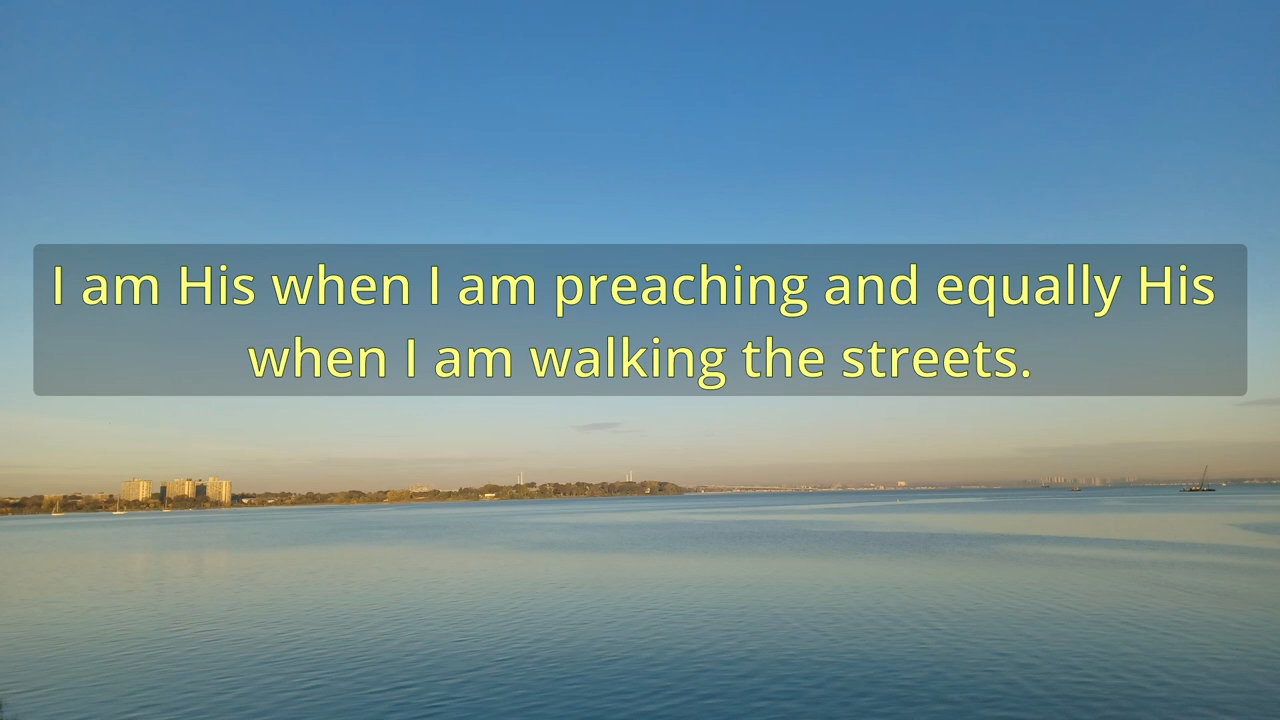 I am His when I am preaching and equally His
when I am walking the streets.